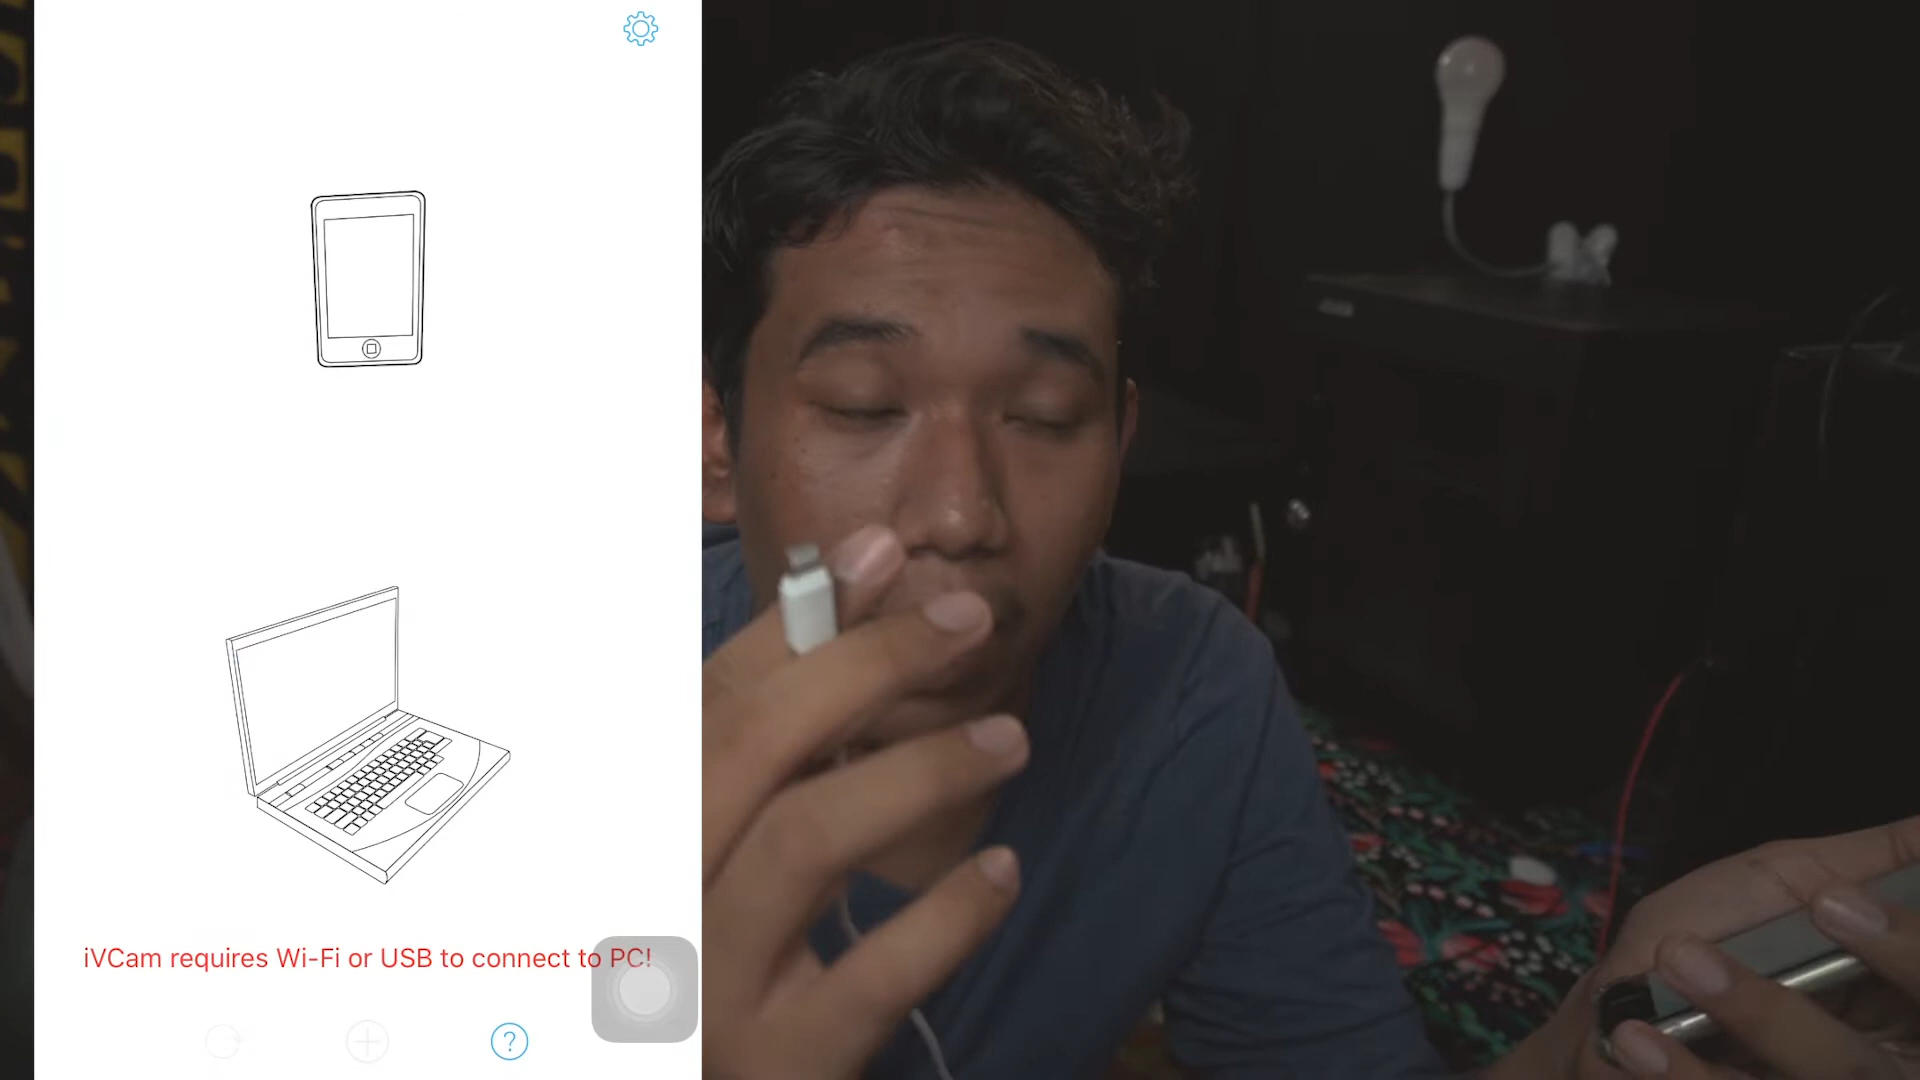 iVCam requires Wi-Fi or USB to connect to PC!
?